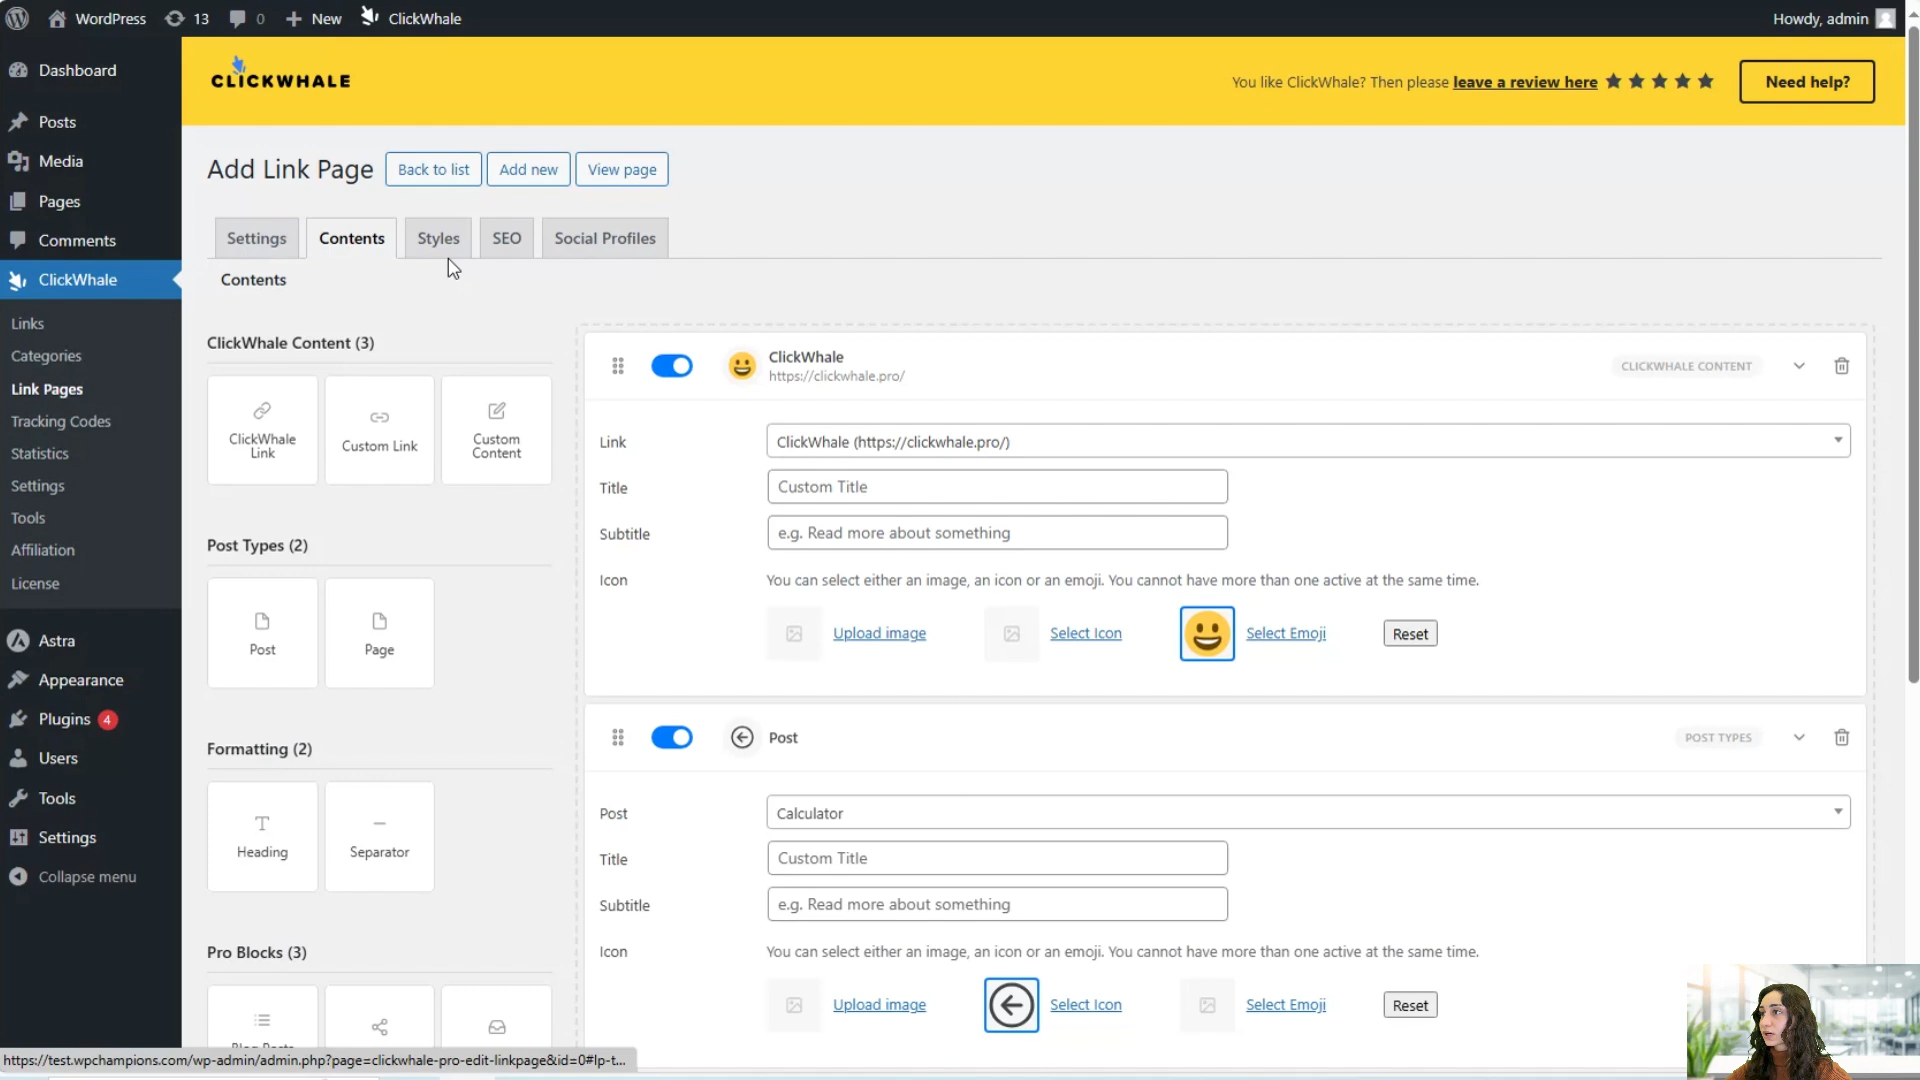 WordPress
13
0
New
ClickWhale
Howdy, admin
Dashboard
Posts
Media
Pages
Comments
ClickWhale
Links
Categories
Link Pages
Tracking Codes
Statistics
Settings
Tools
Affiliation
License
Astra
Appearance
Plugins 4
Users
Tools
Settings
Collapse menu
CLICKWHALE
You like ClickWhale? Then please leave a review here
Need help?
Add Link Page
Back to list
Add new
View page
Settings
Contents
Styles
SEO
Social Profiles
Contents
ClickWhale Content (3)
ClickWhale
Link
Custom Link
Custom
Content
Post Types (2)
Post
Page
Formatting (2)
Heading
Separator
Pro Blocks (3)
ClickWhale
https://clickwhale.pro/
CLICKWHALE CONTENT
Link
ClickWhale (https://clickwhale.pro/)
Title
Custom Title
Subtitle
e.g. Read more about something
Icon
You can select either an image, an icon or an emoji. You cannot have more than one active at the same time.
Upload image
Select Icon
Select Emoji
Reset
Post
POST TYPES
Post
Calculator
Title
Custom Title
Subtitle
e.g. Read more about something
Icon
You can select either an image, an icon or an emoji. You cannot have more than one active at the same time.
Upload image
Select Icon
Select Emoji
Reset
https://test.wpchampions.com/wp-admin/admin.php?page=clickwhale-pro-edit-linkpage&id=0#lp-t...